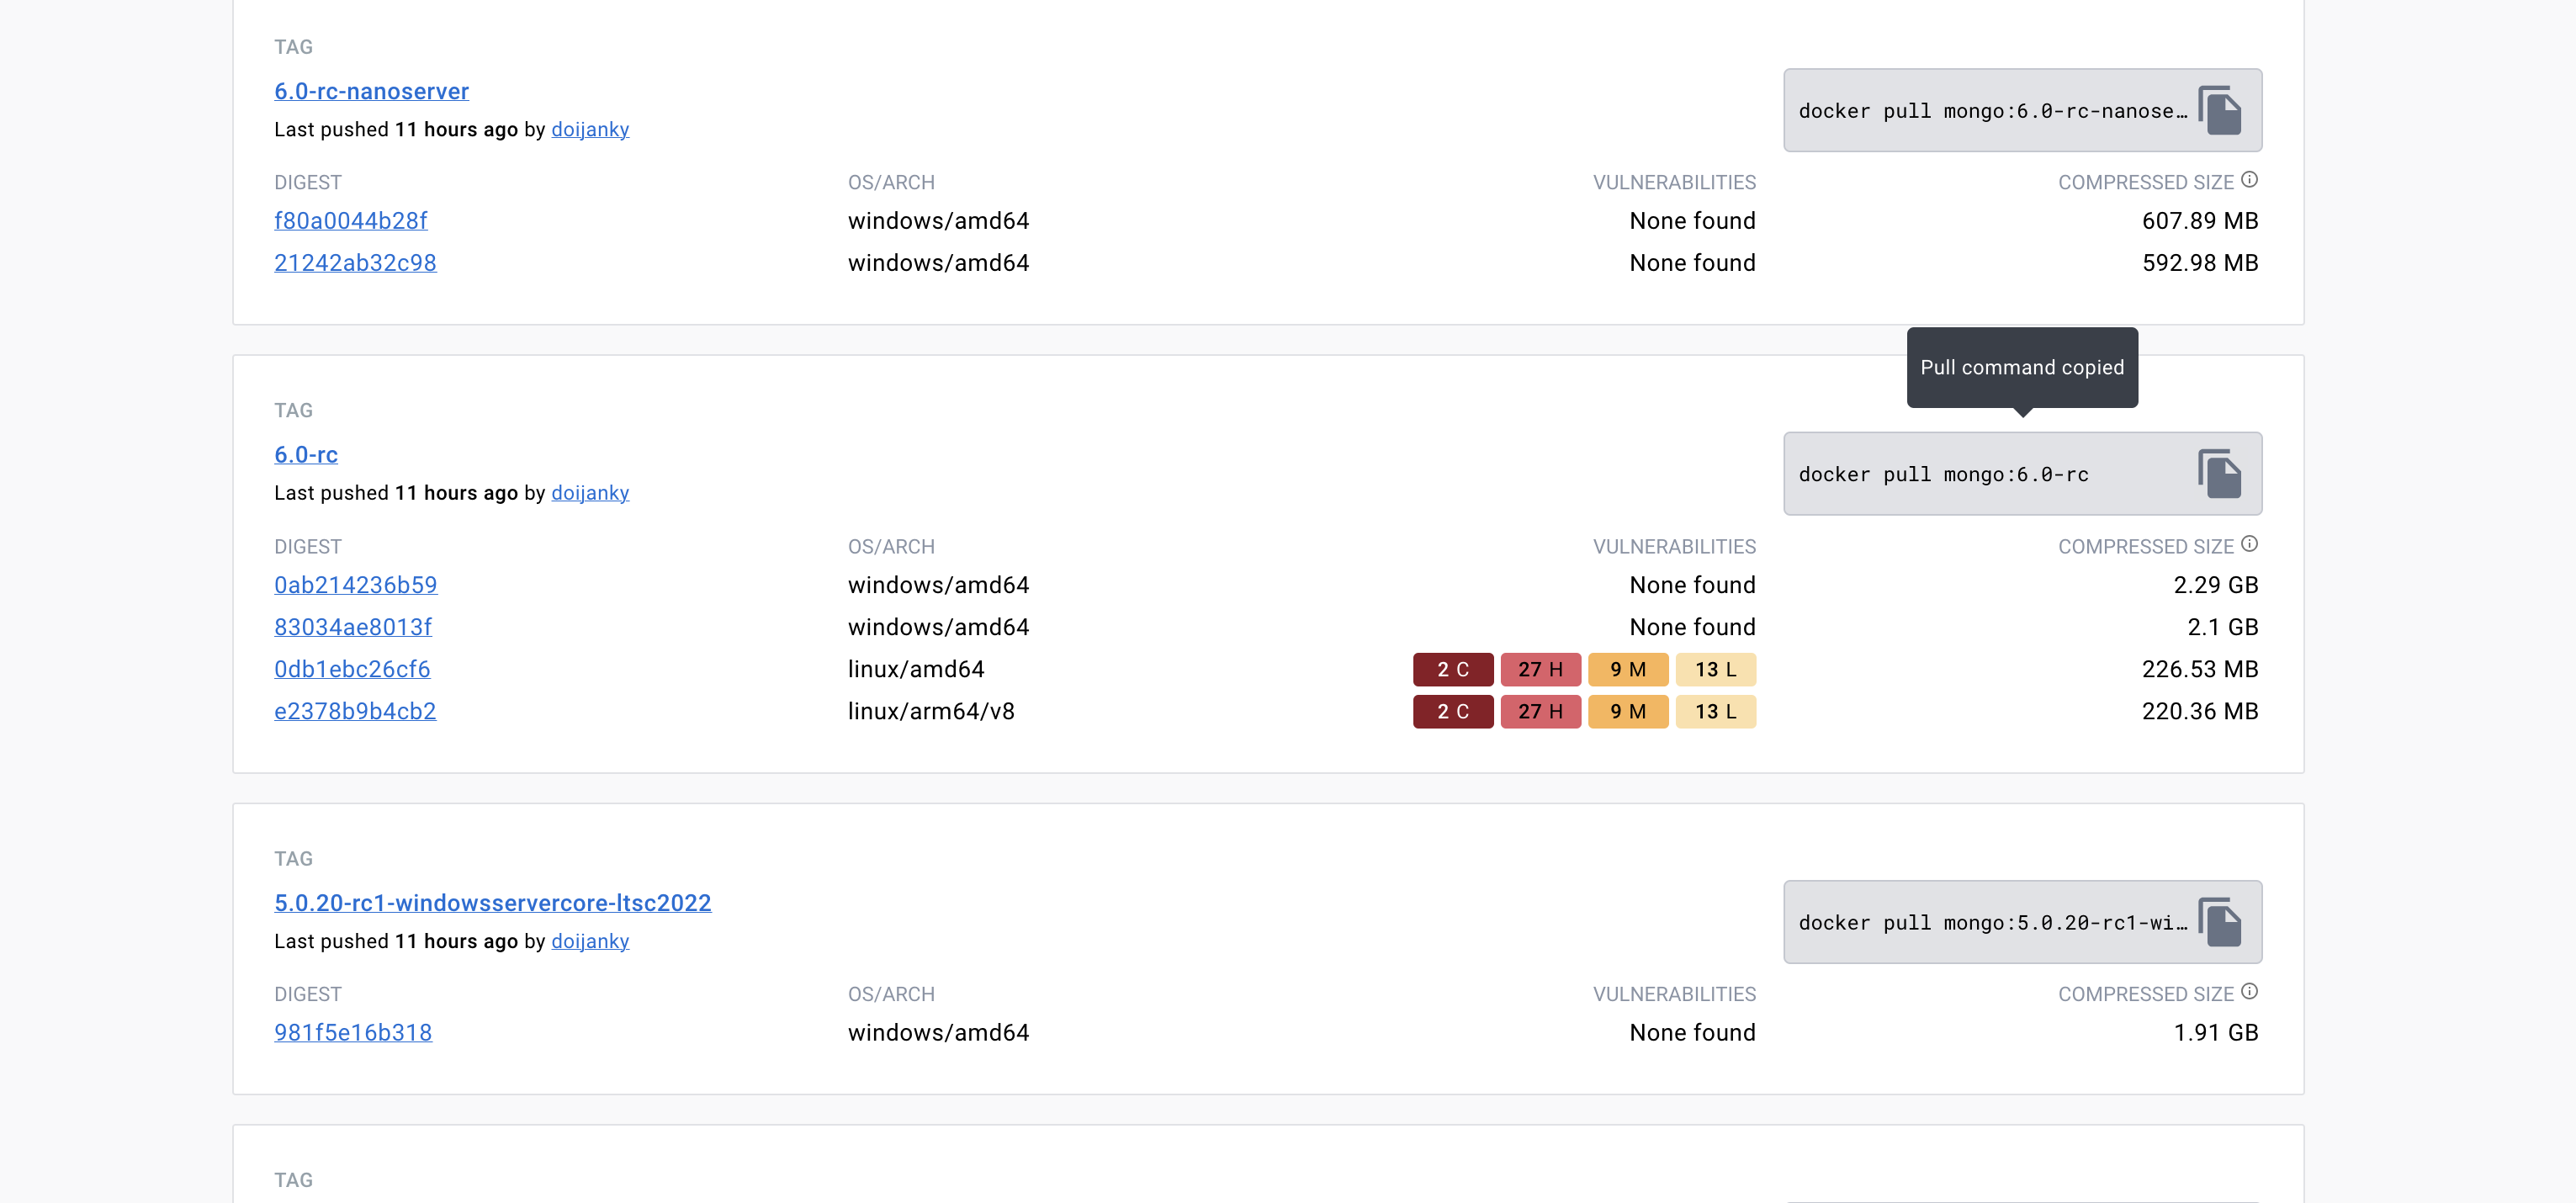 TAG
6.0-rc-nanoserver
Last pushed 11 hours ago by doijanky
docker pull mongo:6.0-rc-nanose…
DIGEST OS/ARCH VULNERABILITIES COMPRESSED SIZE
f80a0044b28f windows/amd64 None found 607.89 MB
21242ab32c98 windows/amd64 None found 592.98 MB
Pull command copied
TAG
6.0-rc
Last pushed 11 hours ago by doijanky
docker pull mongo:6.0-rc
DIGEST OS/ARCH VULNERABILITIES COMPRESSED SIZE
0ab214236b59 windows/amd64 None found 2.29 GB
83034ae8013f windows/amd64 None found 2.1 GB
0db1ebc26cf6 linux/amd64 2 C 27 H 9 M 13 L 226.53 MB
e2378b9b4cb2 linux/arm64/v8 2 C 27 H 9 M 13 L 220.36 MB
TAG
5.0.20-rc1-windowsservercore-ltsc2022
Last pushed 11 hours ago by doijanky
docker pull mongo:5.0.20-rc1-wi…
DIGEST OS/ARCH VULNERABILITIES COMPRESSED SIZE
981f5e16b318 windows/amd64 None found 1.91 GB
TAG